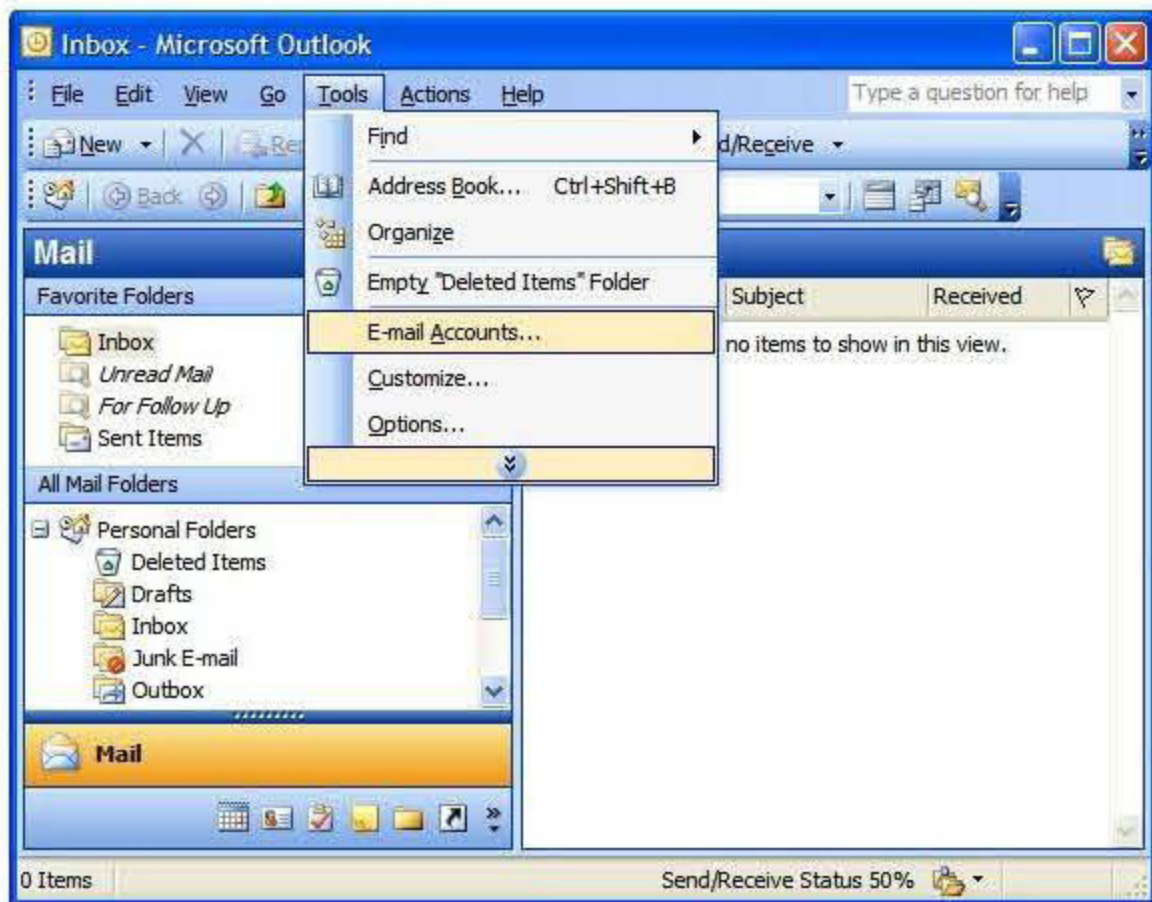 Inbox - Microsoft Outlook
File Edit View Go Tools Actions Help Type a question for help
New d/Receive
Back
Find
Address Book... Ctrl+Shift+B
Organize
Empty "Deleted Items" Folder
E-mail Accounts...
Customize...
Options...
Mail
Favorite Folders
Inbox
Unread Mail
For Follow Up
Sent Items
All Mail Folders
Personal Folders
Deleted Items
Drafts
Inbox
Junk E-mail
Outbox
Mail
Subject Received
no items to show in this view.
0 Items Send/Receive Status 50%